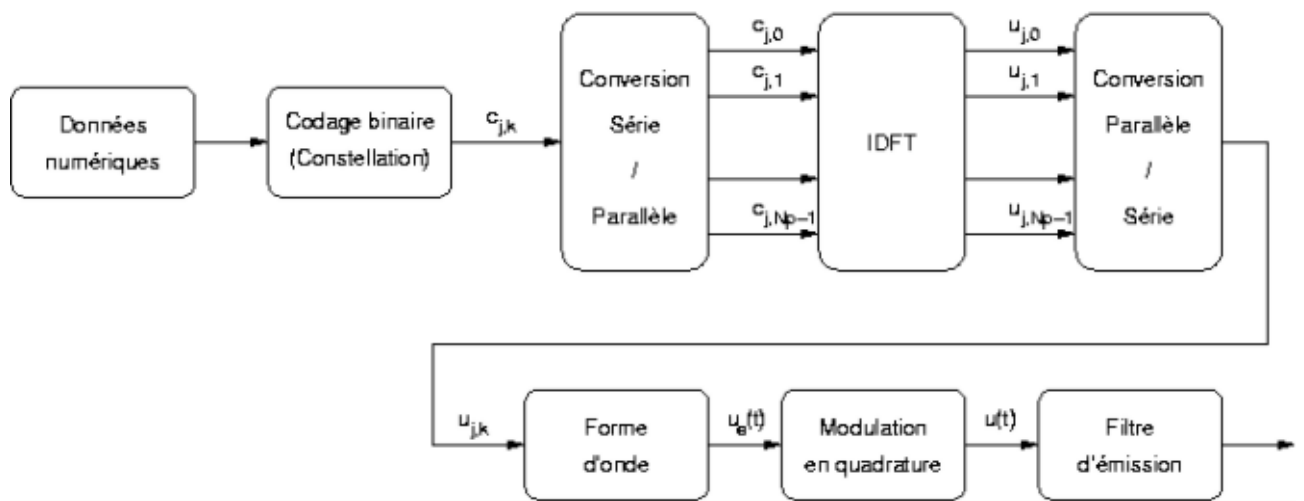 Données
numériques
Codage binaire
(Constellation)
c_{j,k}
Conversion
Série
/
Parallèle
c_{j,0}
c_{j,1}
c_{j,Np-1}
IDFT
u_{j,0}
u_{j,1}
u_{j,Np-1}
Conversion
Parallèle
/
Série
u_{j,k}
Forme
d'onde
u_e(t)
Modulation
en quadrature
u(t)
Filtre
d'émission